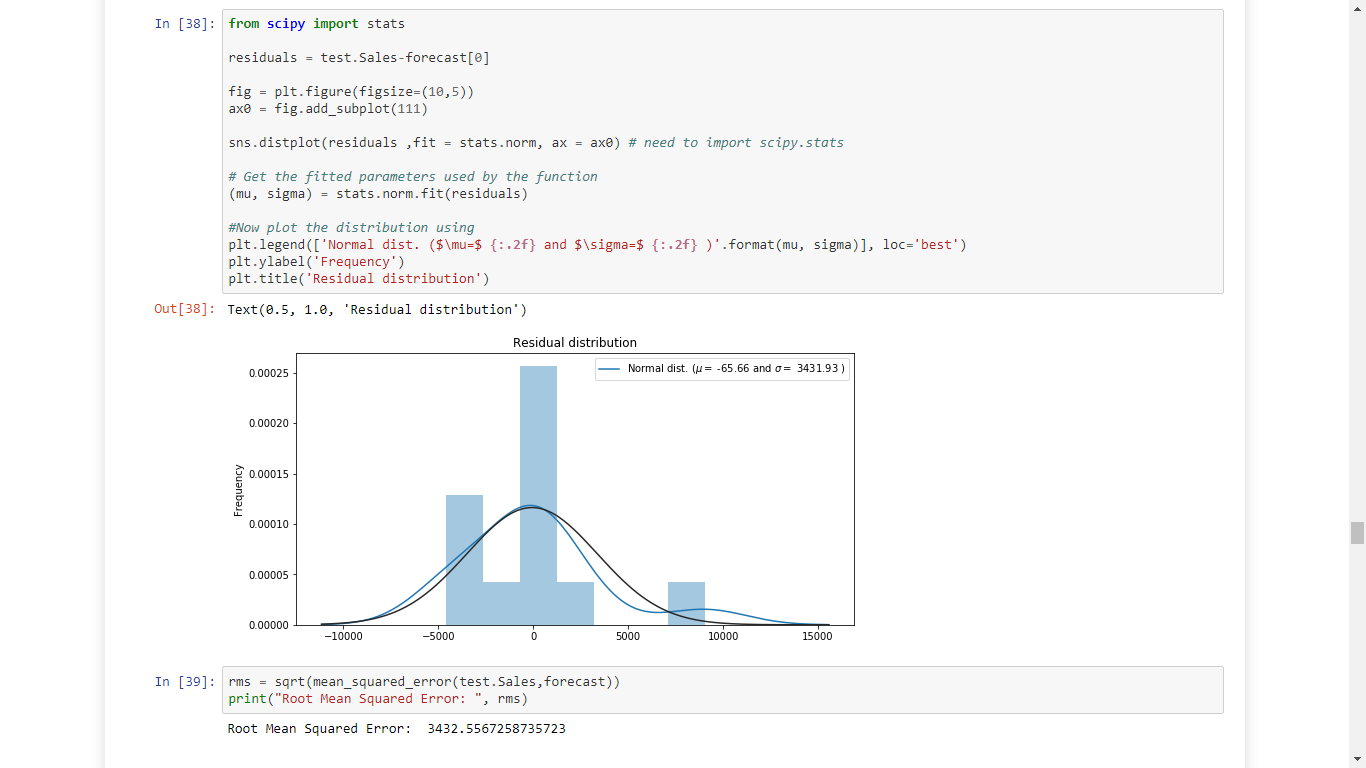 In [38]: from scipy import stats
residuals = test.Sales-forecast[0]
fig = plt.figure(figsize=(10,5))
ax0 = fig.add_subplot(111)
sns.distplot(residuals ,fit = stats.norm, ax = ax0) # need to import scipy.stats
# Get the fitted parameters used by the function
(mu, sigma) = stats.norm.fit(residuals)
#Now plot the distribution using
plt.legend(['Normal dist. ($\mu=$ {:.2f} and $\sigma=$ {:.2f} )'.format(mu, sigma)], loc='best')
plt.ylabel('Frequency')
plt.title('Residual distribution')
Out[38]: Text(0.5, 1.0, 'Residual distribution')
Residual distribution
Normal dist. (μ = -65.66 and σ = 3431.93 )
Frequency
0.00025
0.00020
0.00015
0.00010
0.00005
0.00000
−10000 −5000 0 5000 10000 15000
In [39]: rms = sqrt(mean_squared_error(test.Sales,forecast))
print("Root Mean Squared Error: ", rms)
Root Mean Squared Error:  3432.5567258735723